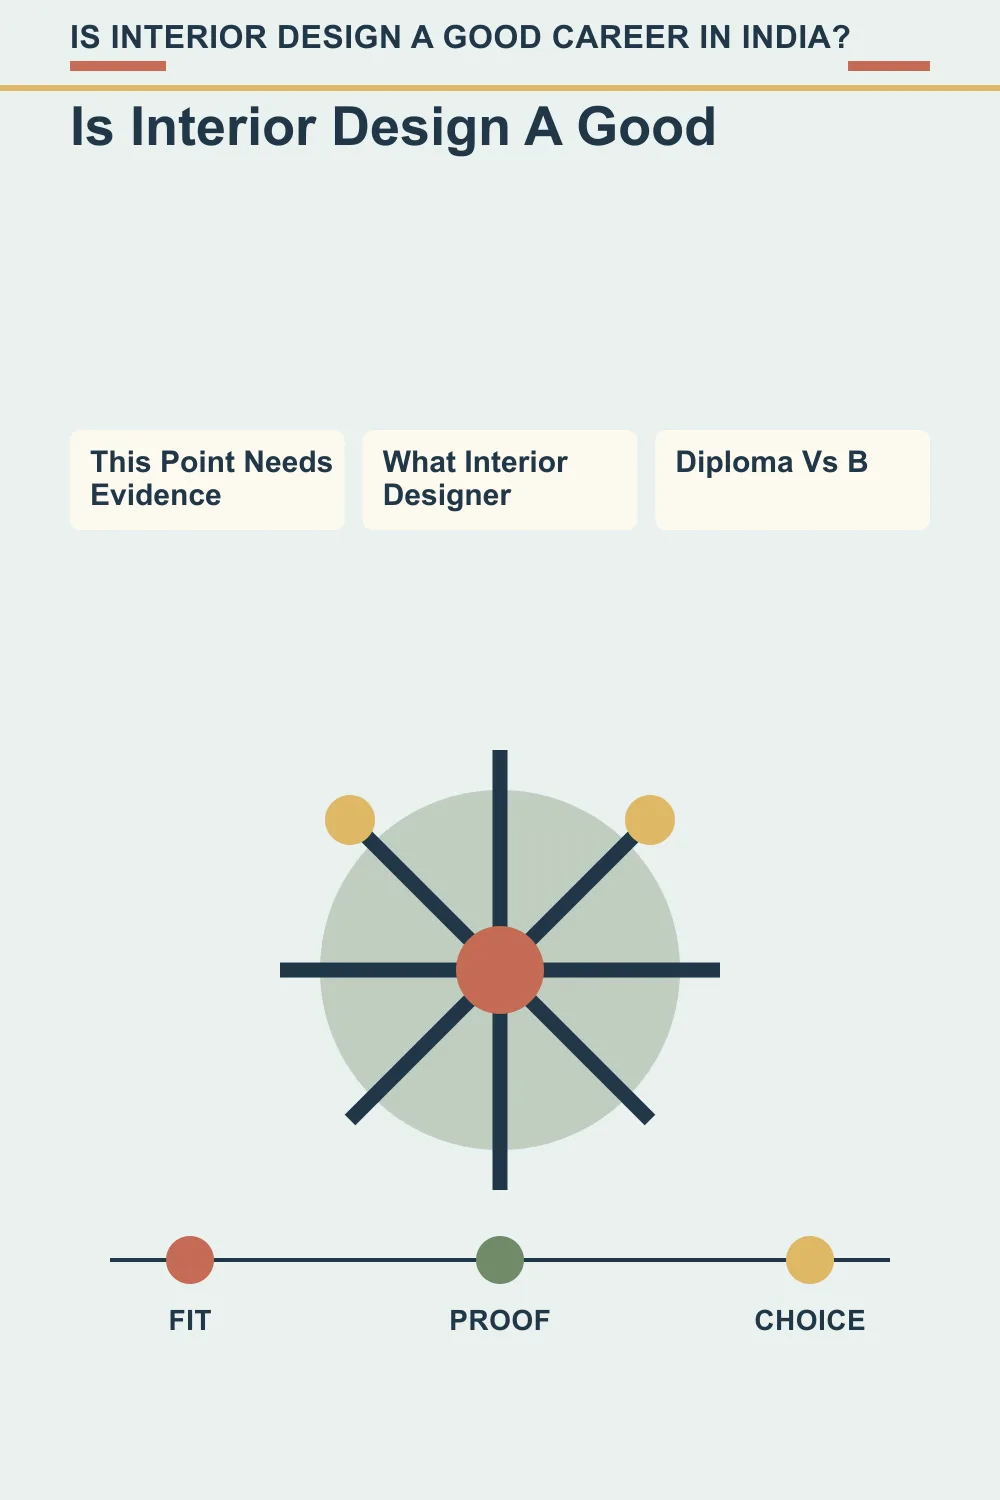 IS INTERIOR DESIGN A GOOD CAREER IN INDIA?
Is Interior Design A Good
This Point Needs
Evidence
What Interior
Designer
Diploma Vs B
FIT
PROOF
CHOICE